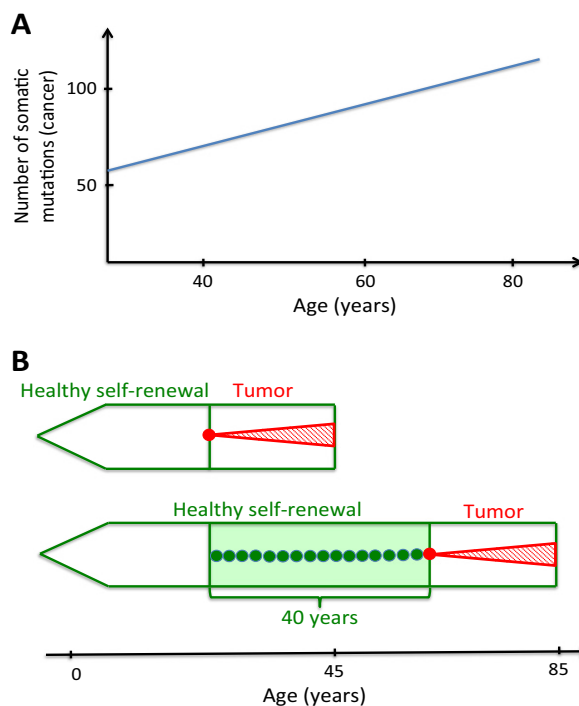 A
Number of somatic
mutations (cancer)
100
50
40
60
80
Age (years)
B
Healthy self-renewal
Tumor
Healthy self-renewal
Tumor
40 years
0
45
85
Age (years)